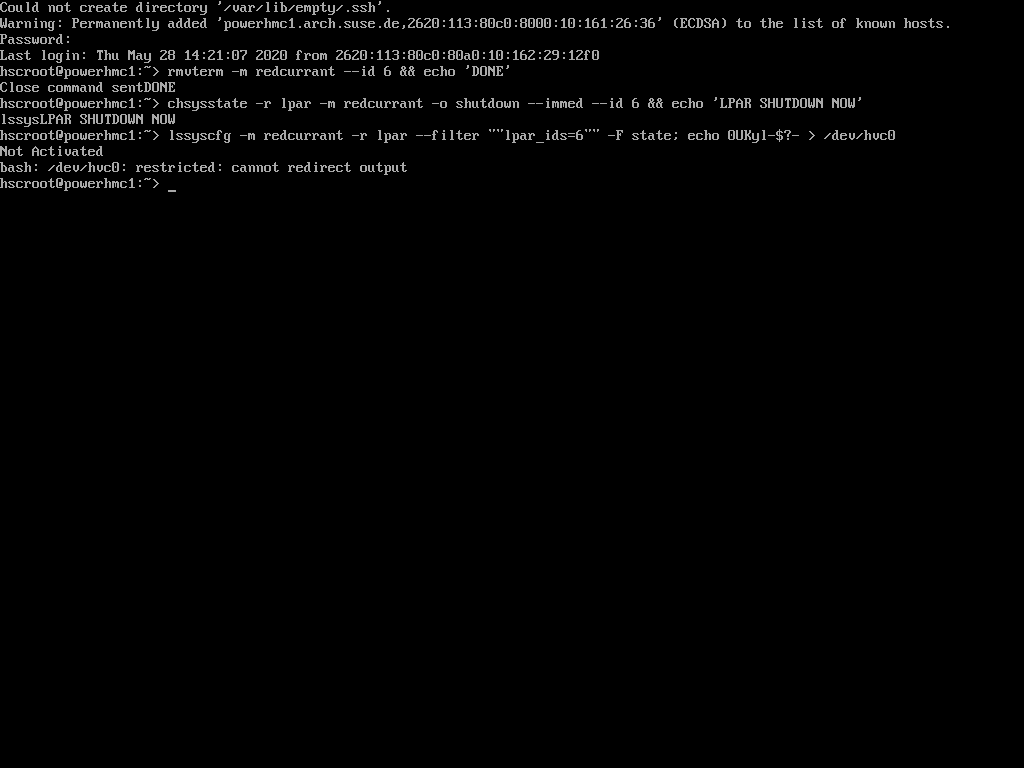 Could not create directory '/var/lib/empty/.ssh'.
Warning: Permanently added 'powerhmc1.arch.suse.de,2620:113:80c0:8000:10:161:26:36' (ECDSA) to the list of known hosts.
Password:
Last login: Thu May 28 14:21:07 2020 from 2620:113:80c0:80a0:10:162:29:12f0
hscroot@powerhmc1:~> rmvterm -m redcurrant --id 6 && echo 'DONE'
Close command sentDONE
hscroot@powerhmc1:~> chsysstate -r lpar -m redcurrant -o shutdown --immed --id 6 && echo 'LPAR SHUTDOWN NOW'
lssysLPAR SHUTDOWN NOW
hscroot@powerhmc1:~> lssyscfg -m redcurrant -r lpar --filter ""lpar_ids=6"" -F state; echo 0UKyl-$?- > /dev/hvc0
Not Activated
bash: /dev/hvc0: restricted: cannot redirect output
hscroot@powerhmc1:~> _